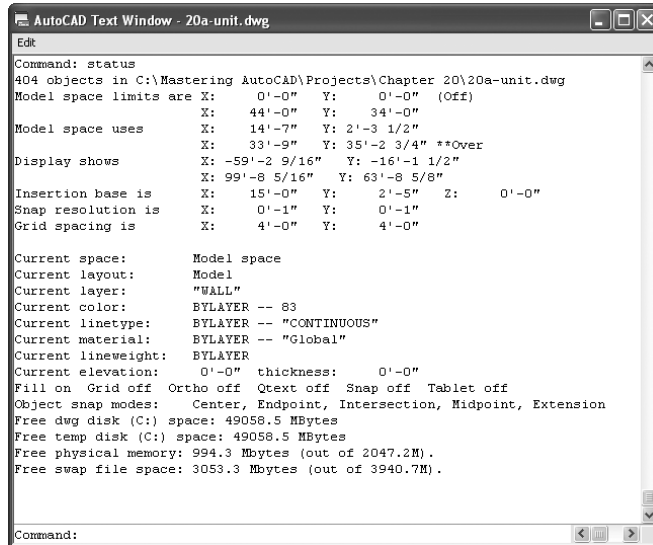 AutoCAD Text Window - 20a-unit.dwg
Edit
Command: status
404 objects in C:\Mastering AutoCAD\Projects\Chapter 20\20a-unit.dwg
Model space limits are X: 0'-0" Y: 0'-0" (Off)
X: 44'-0" Y: 34'-0"
Model space uses X: 14'-7" Y: 2'-3 1/2"
X: 33'-9" Y: 35'-2 3/4" **Over
Display shows X: -59'-2 9/16" Y: -16'-1 1/2"
X: 99'-8 5/16" Y: 63'-8 5/8"
Insertion base is X: 15'-0" Y: 2'-5" Z: 0'-0"
Snap resolution is X: 0'-1" Y: 0'-1"
Grid spacing is X: 4'-0" Y: 4'-0"
Current space: Model space
Current layout: Model
Current layer: "WALL"
Current color: BYLAYER -- 83
Current linetype: BYLAYER -- "CONTINUOUS"
Current material: BYLAYER -- "Global"
Current lineweight: BYLAYER
Current elevation: 0'-0" thickness: 0'-0"
Fill on Grid off Ortho off Qtext off Snap off Tablet off
Object snap modes: Center, Endpoint, Intersection, Midpoint, Extension
Free dwg disk (C:) space: 49058.5 MBytes
Free temp disk (C:) space: 49058.5 MBytes
Free physical memory: 994.3 Mbytes (out of 2047.2M).
Free swap file space: 3053.3 Mbytes (out of 3940.7M).
Command: